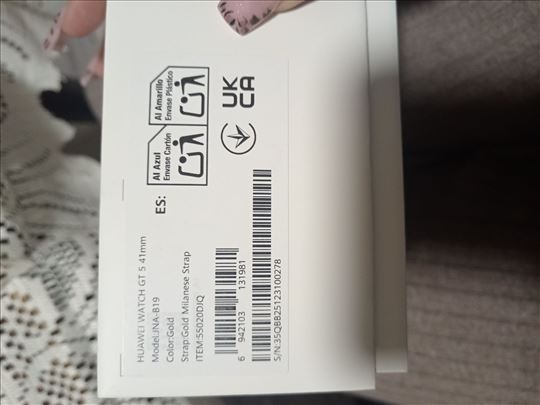 HUAWEI WATCH GT 5 41mm
Model:JNA-B19
Color:Gold
Strap:Gold Milanese Strap
ITEM:55020DJQ
6 942103 131981
S/N:35QBB25123100278
ES:
Al Azul
Envase Cartón
Al Amarillo
Envase Plástico
UK
CA